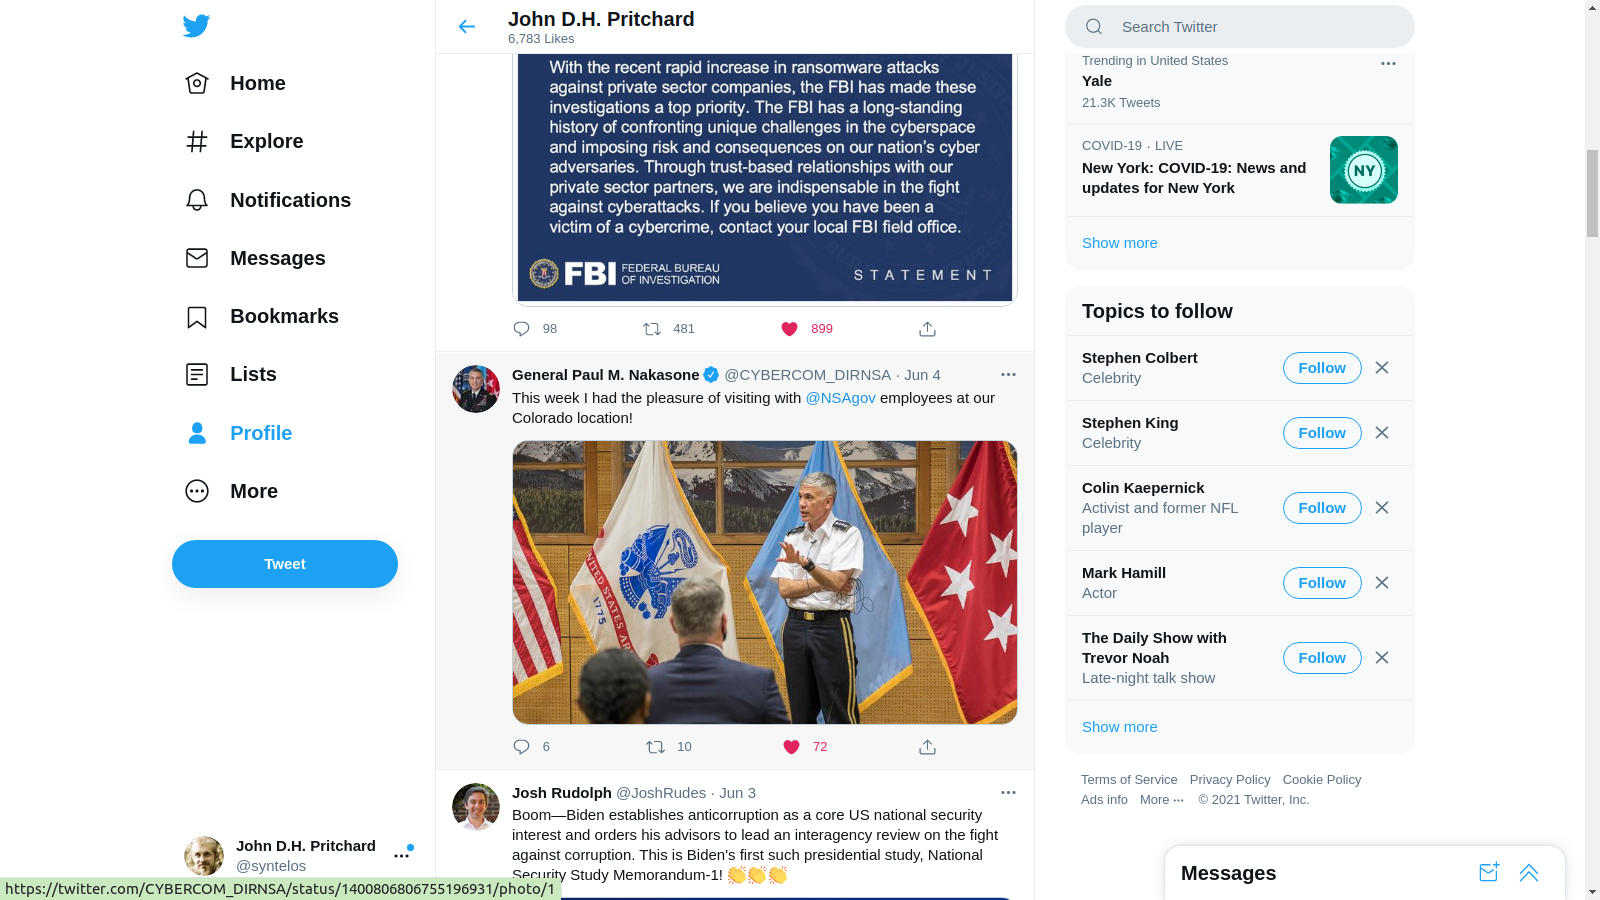 Home
Explore
Notifications
Messages
Bookmarks
Lists
Profile
More
Tweet
John D.H. Pritchard
@syntelos
https://twitter.com/CYBERCOM_DIRNSA/status/1400806806755196931/photo/1
John D.H. Pritchard
6,783 Likes
With the recent rapid increase in ransomware attacks
against private sector companies, the FBI has made these
investigations a top priority. The FBI has a long-standing
history of confronting unique challenges in the cyberspace
and imposing risk and consequences on our nation's cyber
adversaries. Through trust-based relationships with our
private sector partners, we are indispensable in the fight
against cyberattacks. If you believe you have been a
victim of a cybercrime, contact your local FBI field office.
FBI FEDERAL BUREAU
OF INVESTIGATION
STATEMENT
98 481 899
General Paul M. Nakasone @CYBERCOM_DIRNSA · Jun 4
This week I had the pleasure of visiting with @NSAgov employees at our
Colorado location!
UNITED STATES AR
1775
6 10 72
Josh Rudolph @JoshRudes · Jun 3
Boom—Biden establishes anticorruption as a core US national security
interest and orders his advisors to lead an interagency review on the fight
against corruption. This is Biden's first such presidential study, National
Security Study Memorandum-1! 👏👏👏
Search Twitter
Trending in United States
Yale
21.3K Tweets
COVID-19 · LIVE
New York: COVID-19: News and
updates for New York
NY
Show more
Topics to follow
Stephen Colbert
Celebrity
Follow
Stephen King
Celebrity
Follow
Colin Kaepernick
Activist and former NFL
player
Follow
Mark Hamill
Actor
Follow
The Daily Show with
Trevor Noah
Late-night talk show
Follow
Show more
Terms of Service Privacy Policy Cookie Policy
Ads info More ··· © 2021 Twitter, Inc.
Messages